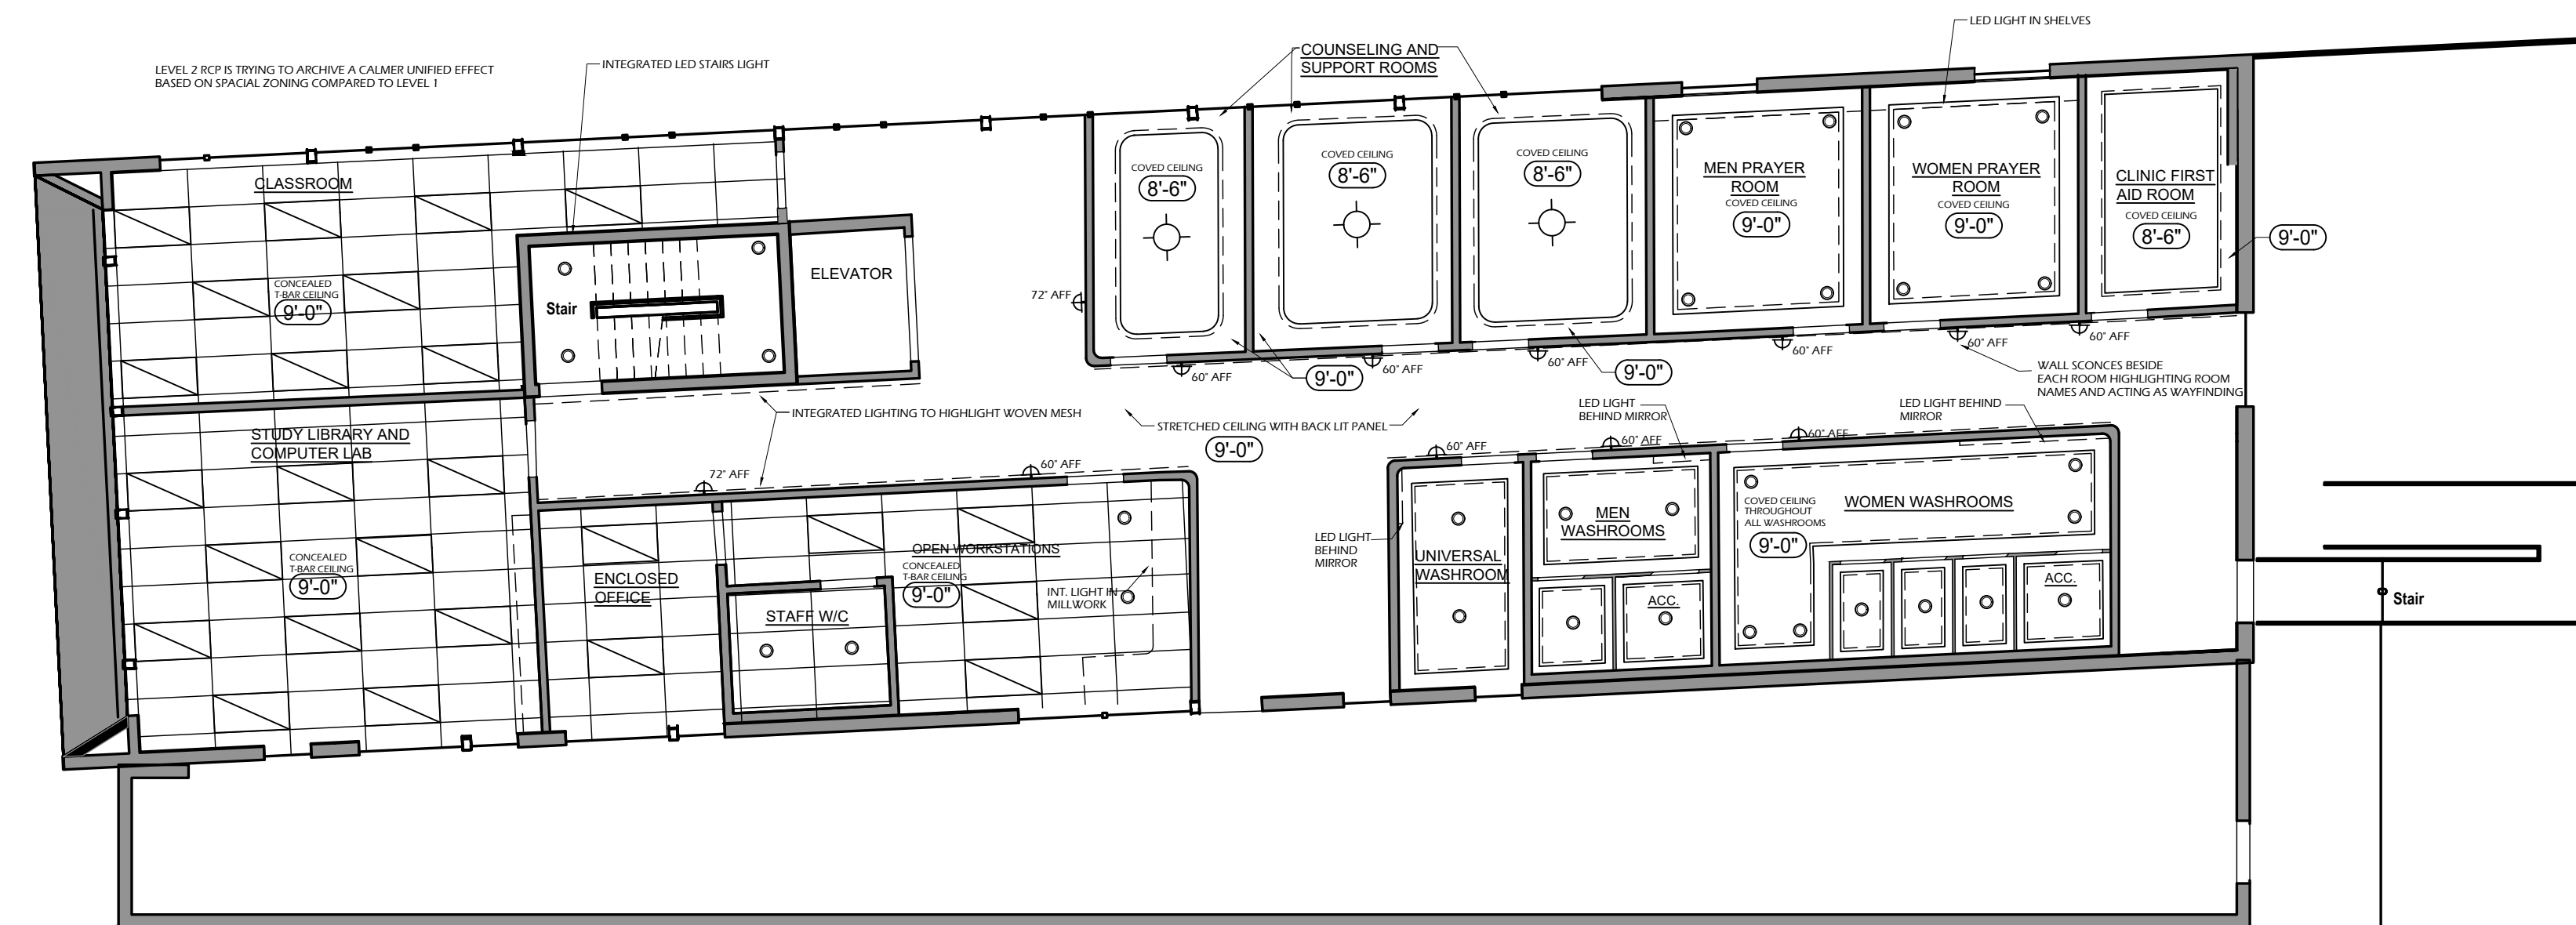 LED LIGHT IN SHELVES
COUNSELING AND
SUPPORT ROOMS
LEVEL 2 RCP IS TRYING TO ARCHIVE A CALMER UNIFIED EFFECT
BASED ON SPACIAL ZONING COMPARED TO LEVEL 1
INTEGRATED LED STAIRS LIGHT
CLASSROOM
CONCEALED
T-BAR CEILING
9'-0"
Stair
ELEVATOR
72" AFF
COVED CEILING
8'-6"
COVED CEILING
8'-6"
COVED CEILING
8'-6"
MEN PRAYER
ROOM
COVED CEILING
9'-0"
WOMEN PRAYER
ROOM
COVED CEILING
9'-0"
CLINIC FIRST
AID ROOM
COVED CEILING
8'-6"
9'-0"
60" AFF
9'-0"
60" AFF
60" AFF
9'-0"
60" AFF
60" AFF
60" AFF
WALL SCONCES BESIDE
EACH ROOM HIGHLIGHTING ROOM
NAMES AND ACTING AS WAYFINDING
INTEGRATED LIGHTING TO HIGHLIGHT WOVEN MESH
STRETCHED CEILING WITH BACK LIT PANEL
9'-0"
LED LIGHT
BEHIND MIRROR
LED LIGHT BEHIND
MIRROR
STUDY LIBRARY AND
COMPUTER LAB
CONCEALED
T-BAR CEILING
9'-0"
72" AFF
60" AFF
60" AFF
60" AFF
60" AFF
ENCLOSED
OFFICE
STAFF W/C
OPEN WORKSTATIONS
CONCEALED
T-BAR CEILING
9'-0"
INT. LIGHT IN
MILLWORK
LED LIGHT
BEHIND
MIRROR
UNIVERSAL
WASHROOM
MEN
WASHROOMS
ACC.
COVED CEILING
THROUGHOUT
ALL WASHROOMS
9'-0"
WOMEN WASHROOMS
ACC.
Stair